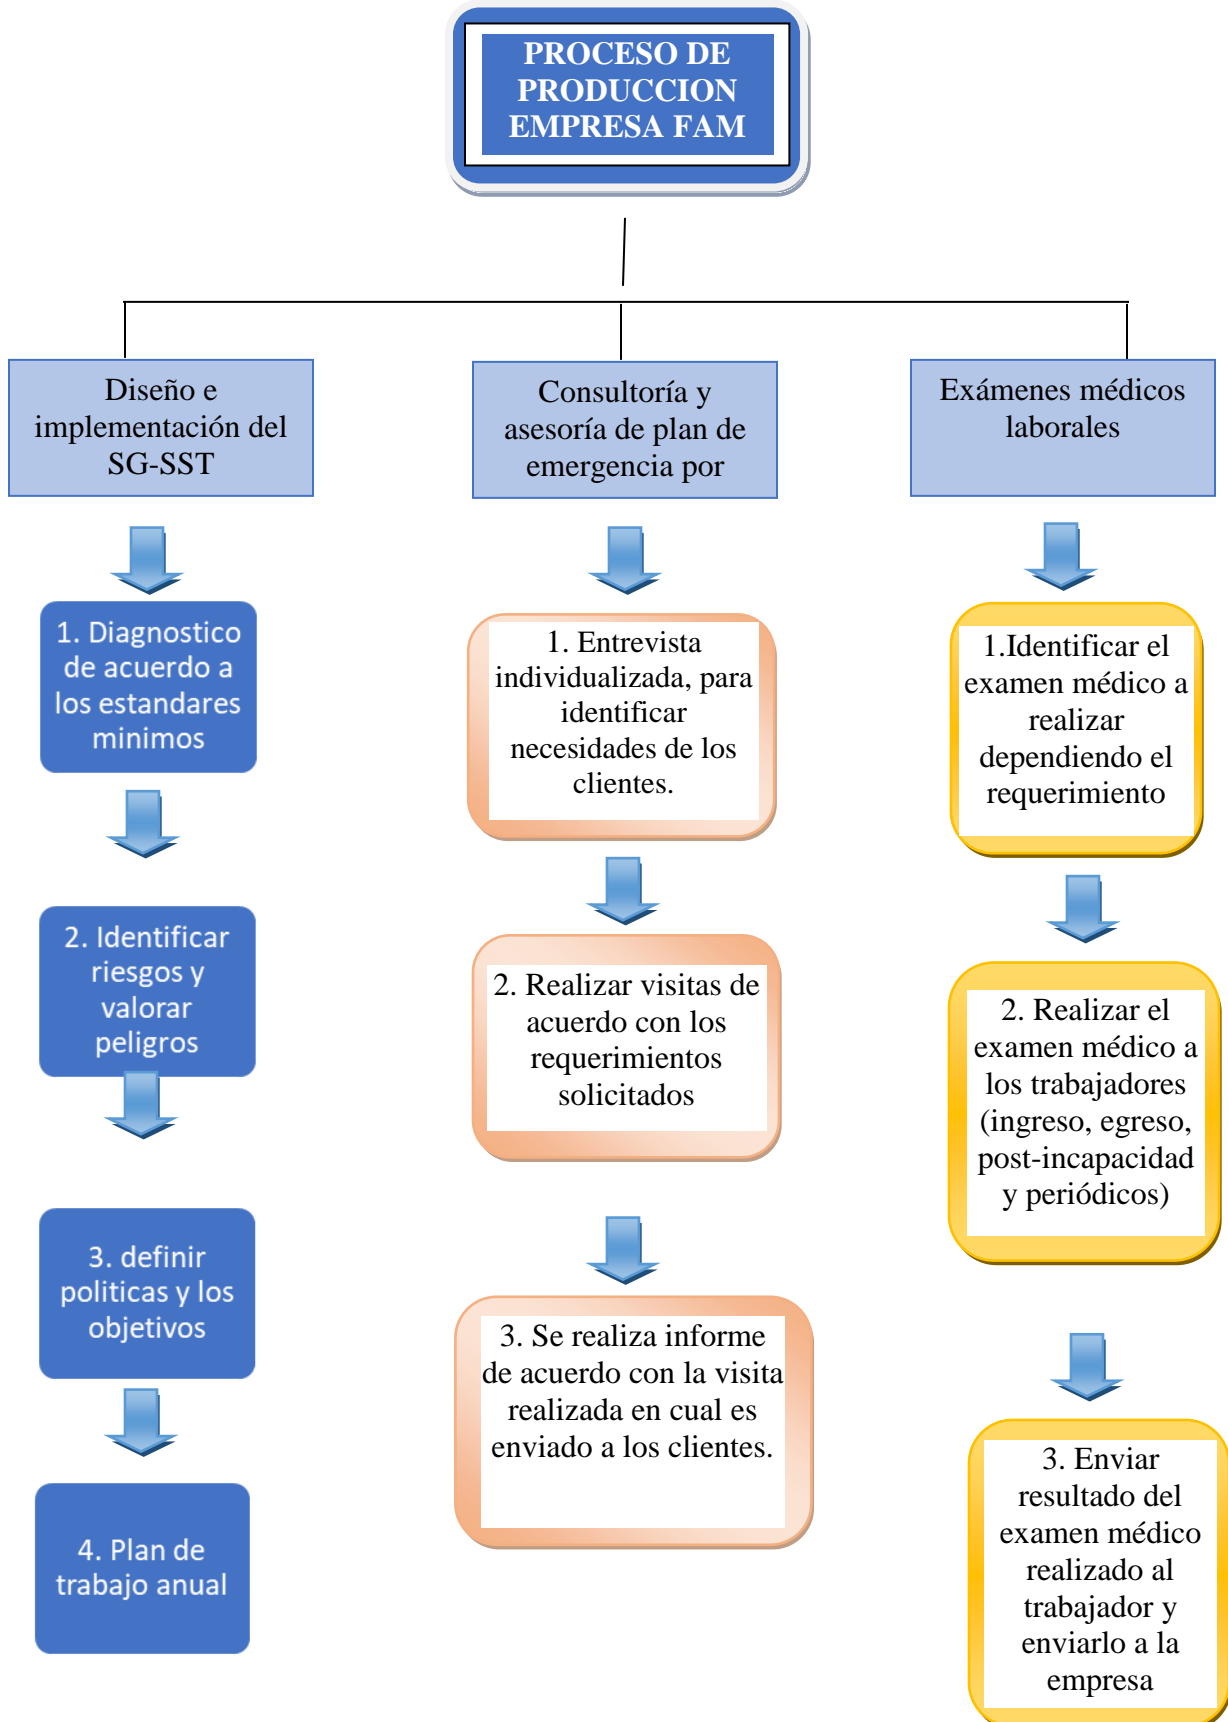 PROCESO DE
PRODUCCION
EMPRESA FAM
Diseño e
implementación del
SG-SST
1. Diagnostico
de acuerdo a
los estandares
minimos
2. Identificar
riesgos y
valorar
peligros
3. definir
politicas y los
objetivos
4. Plan de
trabajo anual
Consultoría y
asesoría de plan de
emergencia por
1. Entrevista
individualizada, para
identificar
necesidades de los
clientes.
2. Realizar visitas de
acuerdo con los
requerimientos
solicitados
3. Se realiza informe
de acuerdo con la visita
realizada en cual es
enviado a los clientes.
Exámenes médicos
laborales
1.Identificar el
examen médico a
realizar
dependiendo el
requerimiento
2. Realizar el
examen médico a
los trabajadores
(ingreso, egreso,
post-incapacidad
y periódicos)
3. Enviar
resultado del
examen médico
realizado al
trabajador y
enviarlo a la
empresa